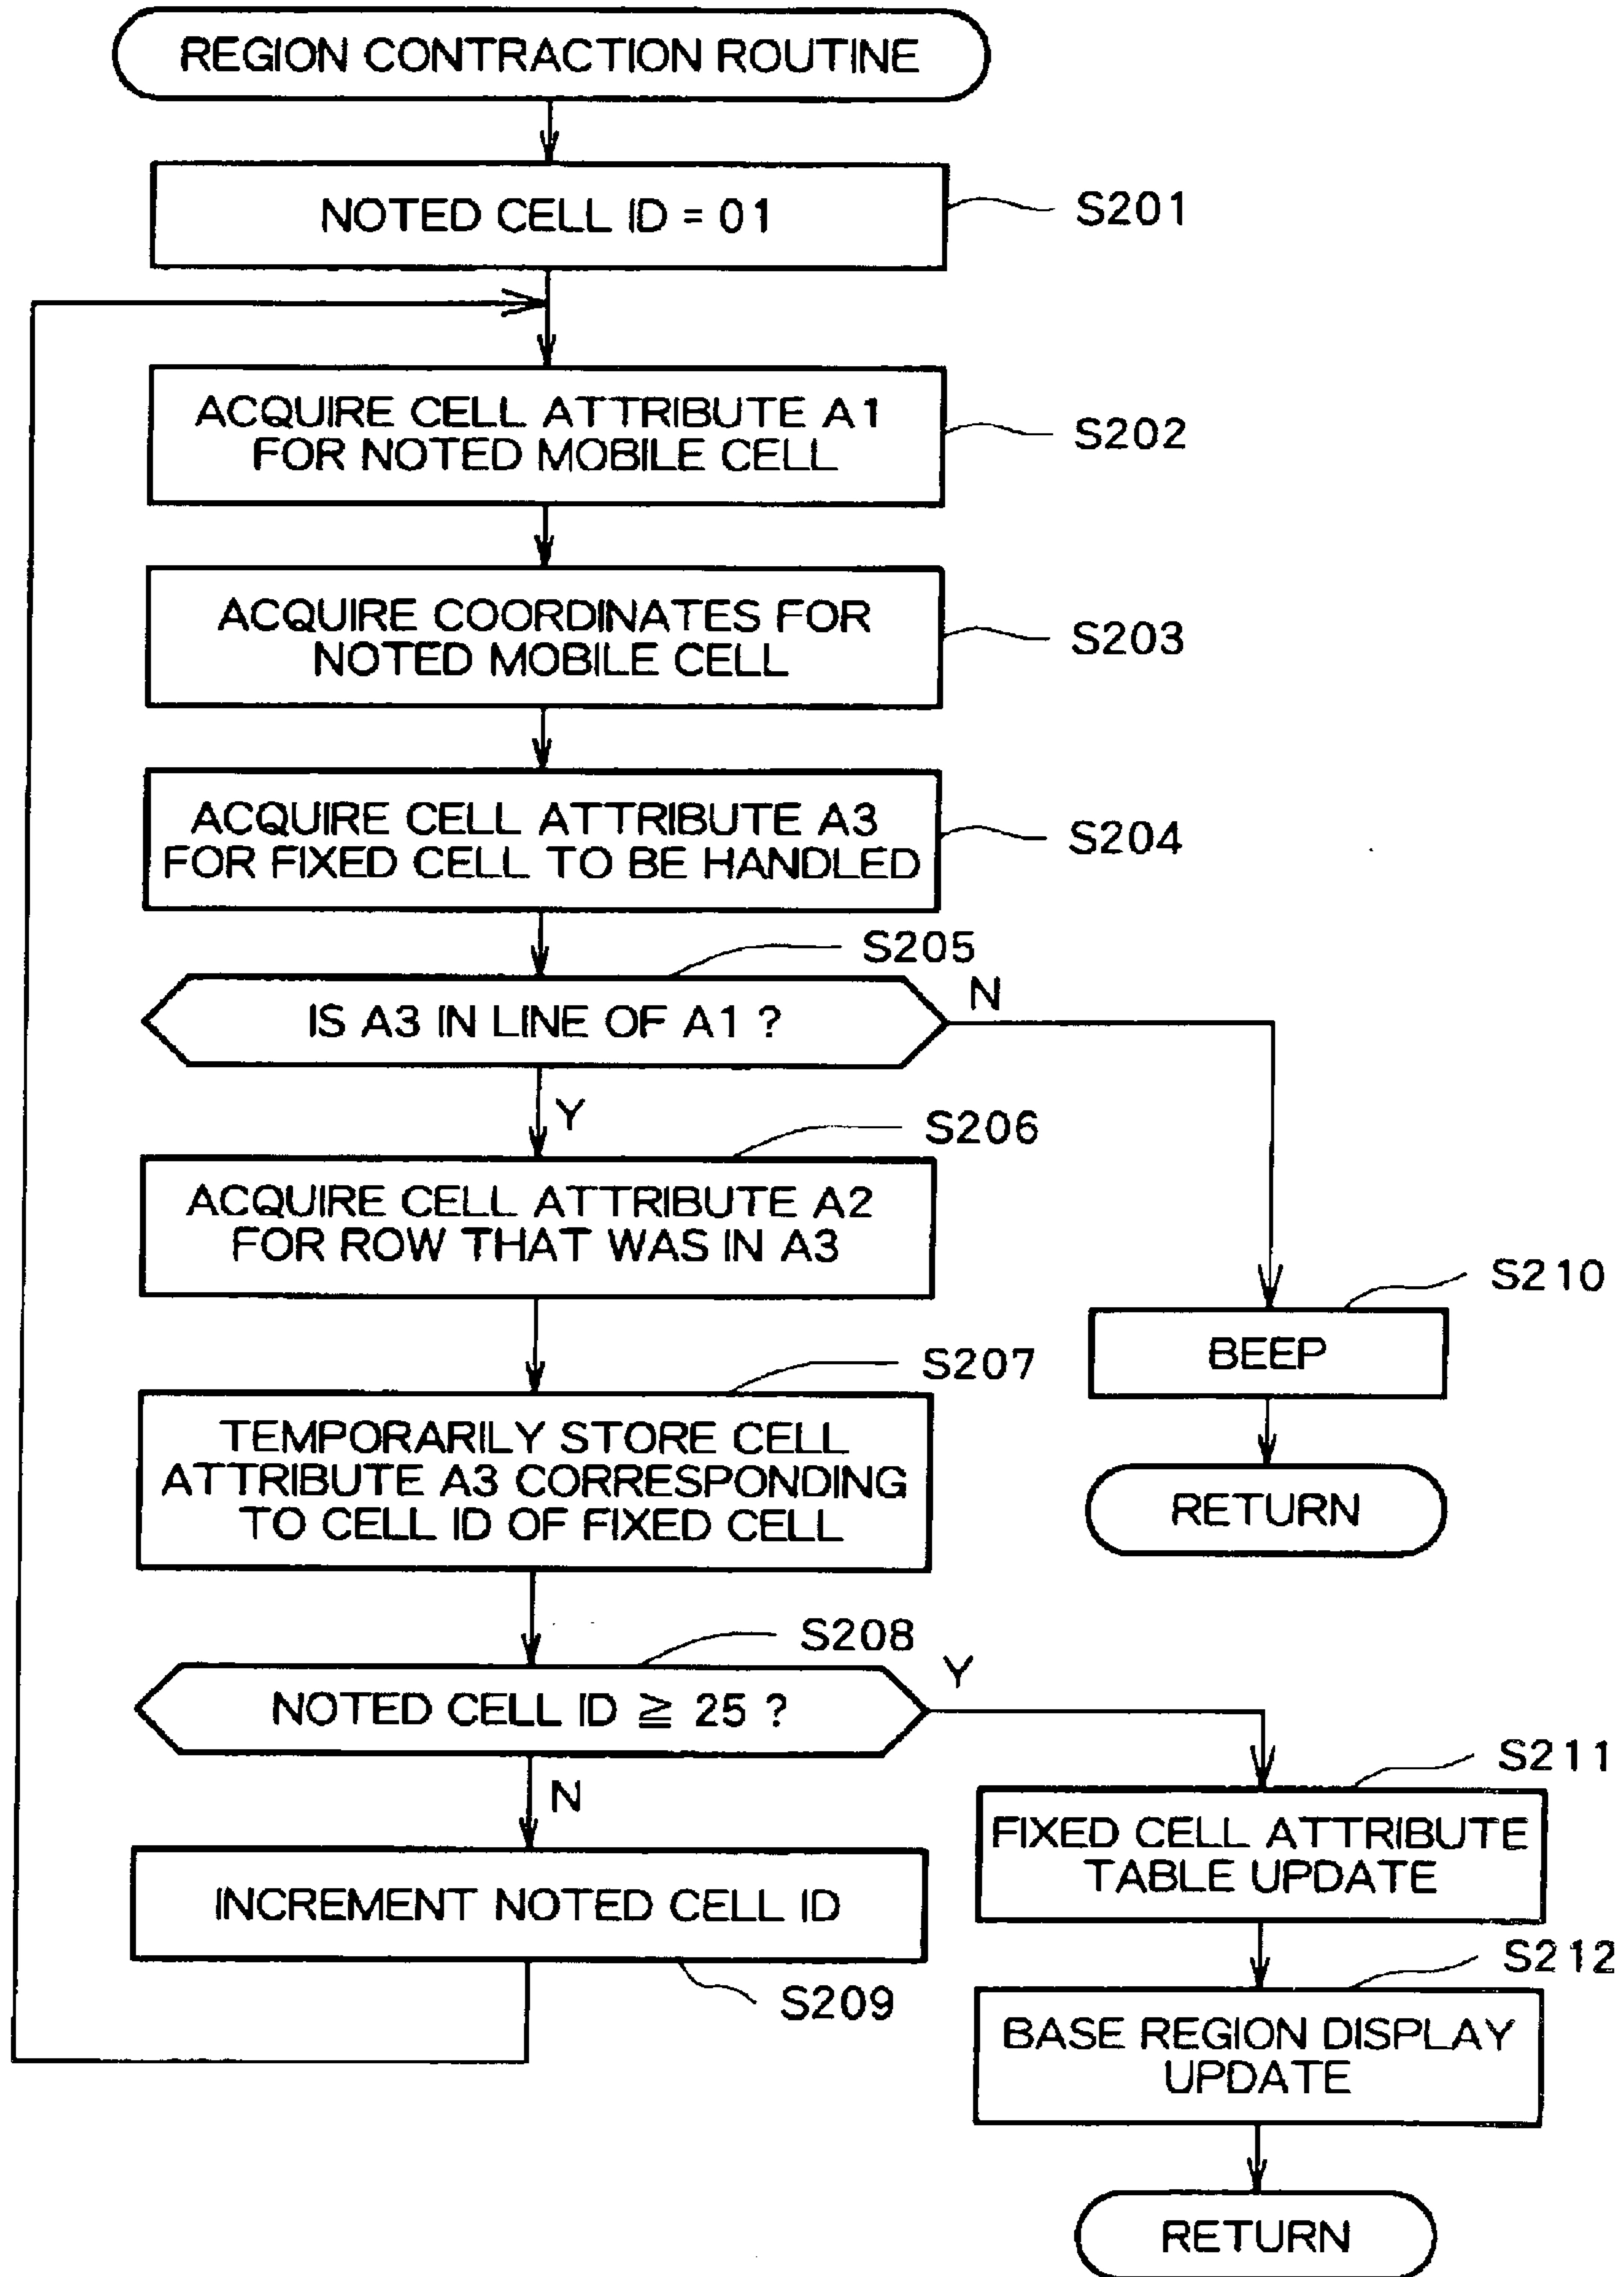 REGION CONTRACTION ROUTINE
NOTED CELL ID = 01
S201
ACQUIRE CELL ATTRIBUTE A1
FOR NOTED MOBILE CELL
S202
ACQUIRE COORDINATES FOR
NOTED MOBILE CELL
S203
ACQUIRE CELL ATTRIBUTE A3
FOR FIXED CELL TO BE HANDLED
S204
S205
IS A3 IN LINE OF A1 ?
N
Y
S206
ACQUIRE CELL ATTRIBUTE A2
FOR ROW THAT WAS IN A3
S210
BEEP
RETURN
S207
TEMPORARILY STORE CELL
ATTRIBUTE A3 CORRESPONDING
TO CELL ID OF FIXED CELL
S208
NOTED CELL ID ≧ 25 ?
Y
N
S211
FIXED CELL ATTRIBUTE
TABLE UPDATE
INCREMENT NOTED CELL ID
S209
S212
BASE REGION DISPLAY
UPDATE
RETURN